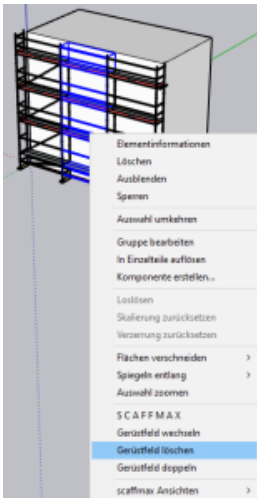 Elementinformationen
Löschen
Ausblenden
Sperren
Auswahl umkehren
Gruppe bearbeiten
In Einzelteile auflösen
Komponente erstellen...
Loslösen
Skalierung zurücksetzen
Verzerrung zurücksetzen
Flächen verschneiden
Spiegeln entlang
Auswahl zoomen
S C A F F M A X
Gerüstfeld wechseln
Gerüstfeld löschen
Gerüstfeld doppeln
scaffmax Ansichten